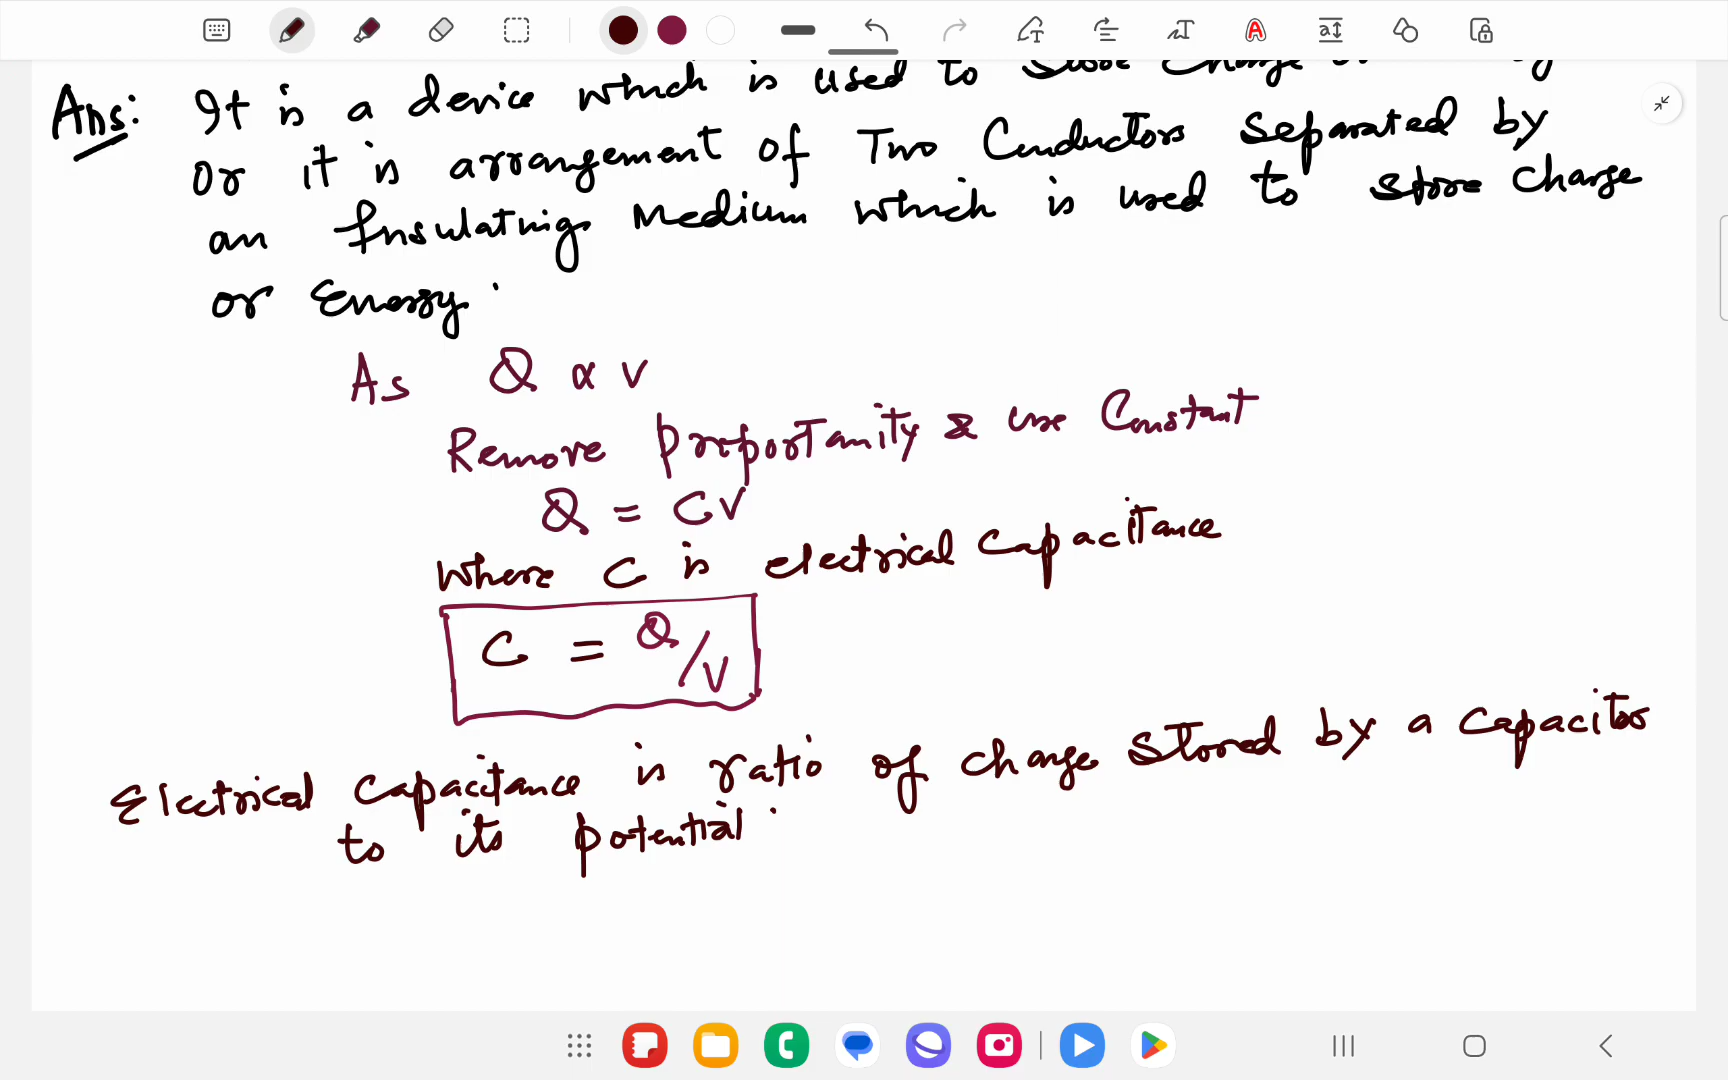 Ans: It is a device which is used to store charge
or it is arrangement of Two Conductors separated by
an Insulating Medium which is used to store charge
or Energy.
As Q ∝ V
Remove proportanity & use Constant
Q = CV
Where C is electrical capacitance
C = Q/V
Electrical capacitance is ratio of charge stored by a capacitor
to its potential.